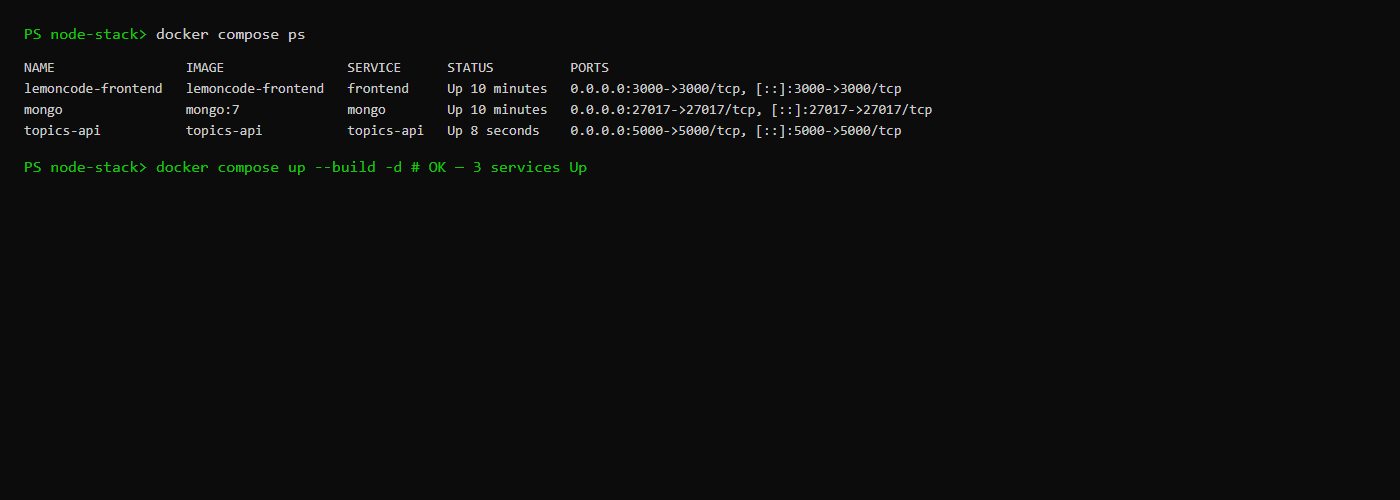 PS node-stack> docker compose ps
NAME IMAGE SERVICE STATUS PORTS
lemoncode-frontend lemoncode-frontend frontend Up 10 minutes 0.0.0.0:3000->3000/tcp, [::]:3000->3000/tcp
mongo mongo:7 mongo Up 10 minutes 0.0.0.0:27017->27017/tcp, [::]:27017->27017/tcp
topics-api topics-api topics-api Up 8 seconds 0.0.0.0:5000->5000/tcp, [::]:5000->5000/tcp
PS node-stack> docker compose up --build -d # OK — 3 services Up